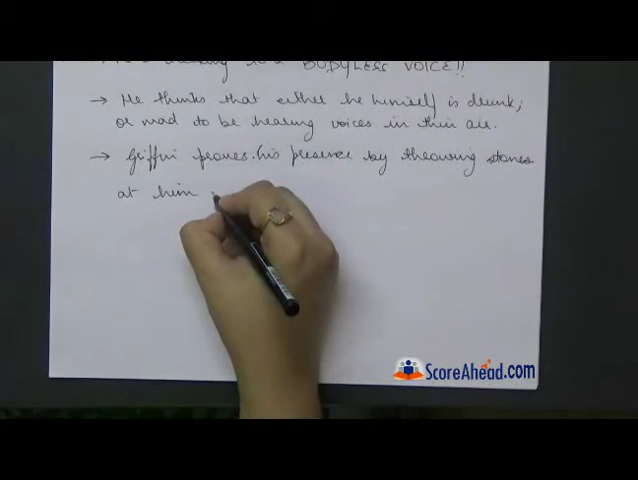 BODYLESS VOICE!!
→ He thinks that either he himself is drunk;
or mad to be hearing voices in thin air.
→ Griffin proves his presence by throwing stones
at him
ScoreAhead.com